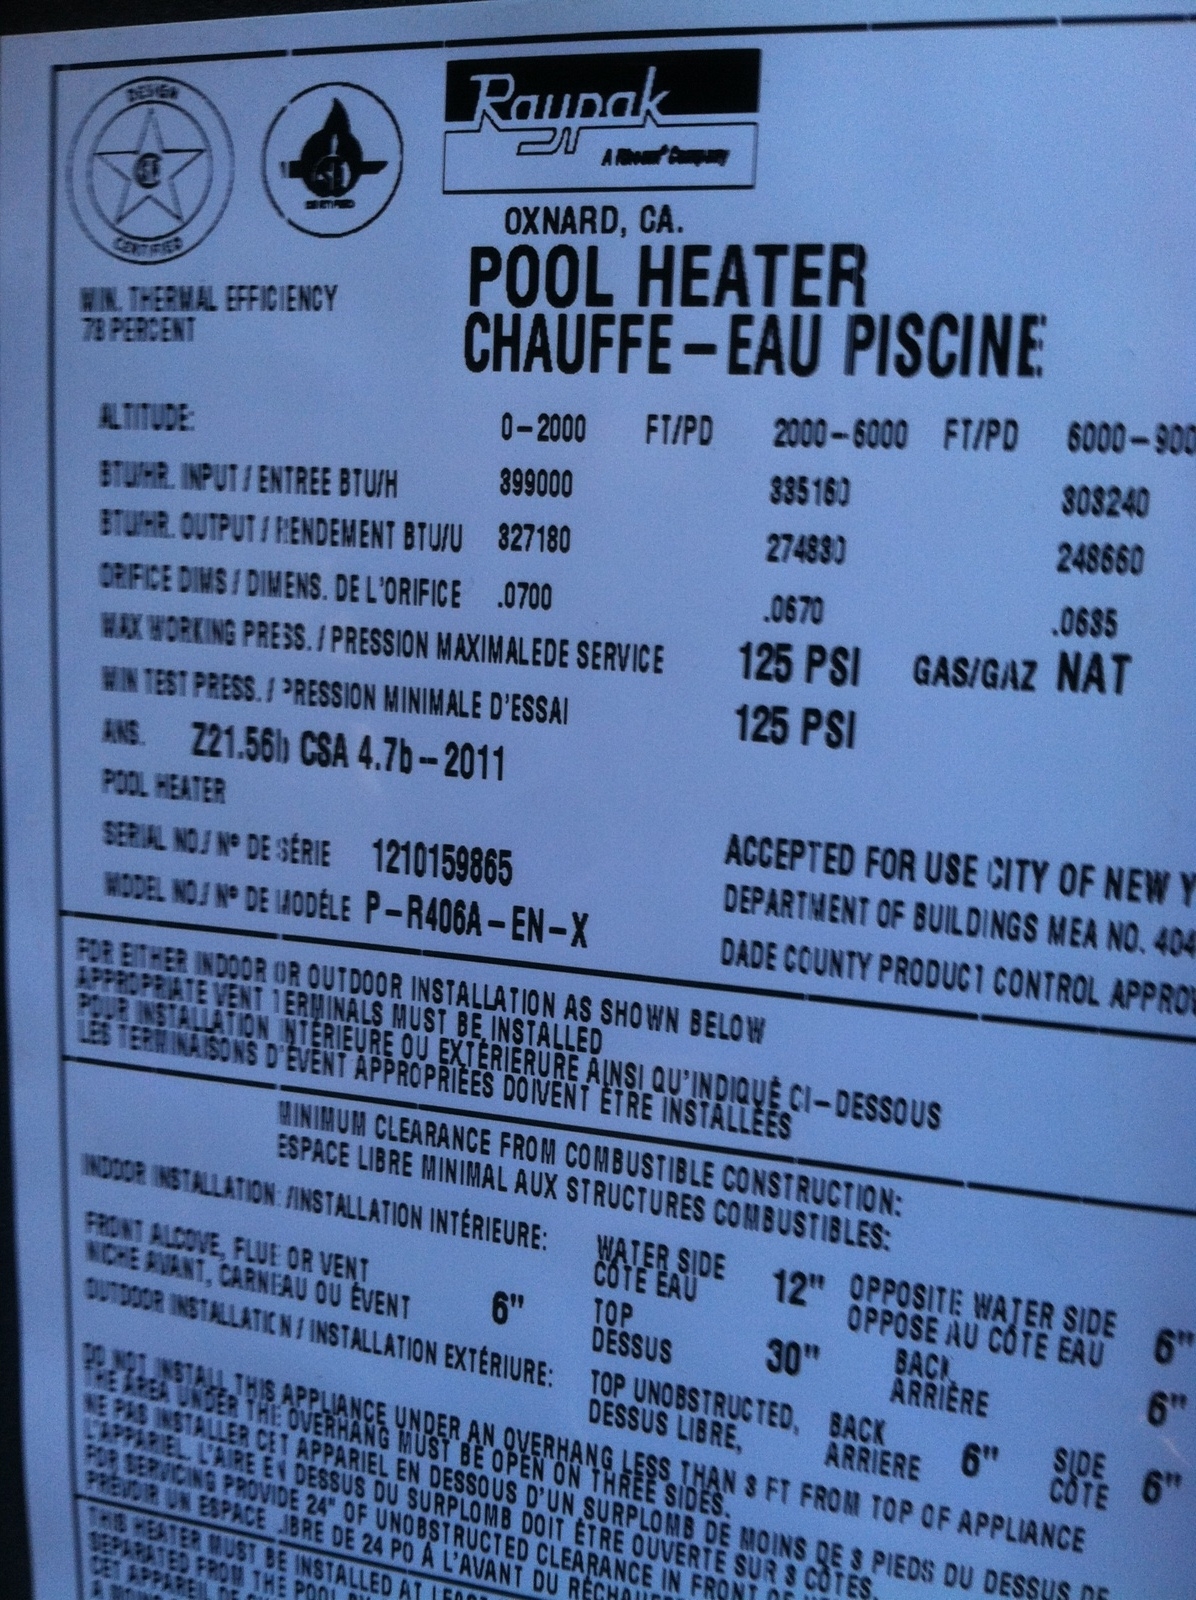 DESIGN
CERTIFIED
CERTIFIED
Raypak
A Rheem Company
OXNARD, CA.
POOL HEATER
CHAUFFE-EAU PISCINE
MIN. THERMAL EFFICIENCY
78 PERCENT
ALTITUDE: 0-2000 FT/PD 2000-6000 FT/PD 6000-900
BTU/HR. INPUT / ENTREE BTU/H 399000 335160 303240
BTU/HR. OUTPUT / RENDEMENT BTU/U 327180 274830 248660
ORIFICE DIMS / DIMENS. DE L'ORIFICE .0700 .0670 .0635
MAX WORKING PRESS. / PRESSION MAXIMALEDE SERVICE 125 PSI GAS/GAZ NAT
MIN TEST PRESS. / PRESSION MINIMALE D'ESSAI 125 PSI
ANS. Z21.56b CSA 4.7b-2011
POOL HEATER
SERIAL NO./ Nº DE SÉRIE 1210159865
MODEL NO./ Nº DE MODÉLE P-R406A-EN-X
ACCEPTED FOR USE CITY OF NEW Y
DEPARTMENT OF BUILDINGS MEA NO. 404
DADE COUNTY PRODUCT CONTROL APPROV
FOR EITHER INDOOR OR OUTDOOR INSTALLATION AS SHOWN BELOW
APPROPRIATE VENT TERMINALS MUST BE INSTALLED
POUR INSTALLATION INTÉRIEURE OU EXTÉRIERURE AINSI QU'INDIQUÉ CI-DESSOUS
LES TERMINAISONS D'ÉVENT APPROPRIÉES DOIVENT ÊTRE INSTALLÉES
MINIMUM CLEARANCE FROM COMBUSTIBLE CONSTRUCTION:
ESPACE LIBRE MINIMAL AUX STRUCTURES COMBUSTIBLES:
INDOOR INSTALLATION: /INSTALLATION INTÉRIEURE:
WATER SIDE 12" OPPOSITE WATER SIDE 6"
CÔTÉ EAU OPPOSE AU CÔTE EAU
FRONT ALCOVE, FLUE OR VENT 6" TOP 30" BACK 6"
NICHE AVANT, CARNEAU OU ÉVENT DESSUS ARRIÈRE
OUTDOOR INSTALLATION / INSTALLATION EXTÉRIURE:
TOP UNOBSTRUCTED, BACK 6" SIDE 6"
DESSUS LIBRE, ARRIERE CÔTE
DO NOT INSTALL THIS APPLIANCE UNDER AN OVERHANG LESS THAN 3 FT FROM TOP OF APPLIANCE
THE AREA UNDER THE OVERHANG MUST BE OPEN ON THREE SIDES.
NE PAS INSTALLER CET APPAREIL EN DESSOUS D'UN SURPLOMB DE MOINS DE 3 PIEDS DU DESSUS DE
L'APPAREIL. L'AIRE EN DESSUS DU SURPLOMB DOIT ÊTRE OUVERTE SUR 3 CÔTES.
FOR SERVICING PROVIDE 24" OF UNOBSTRUCTED CLEARANCE IN FRONT OF
PRÉVOIR UN ESPACE LIBRE DE 24 PO À L'AVANT DU RÉCHAU
THIS HEATER MUST BE INSTALLED AT LEAS
SEPARATED FROM THE POOL BY
CET APPAREIL DE
A MOINS